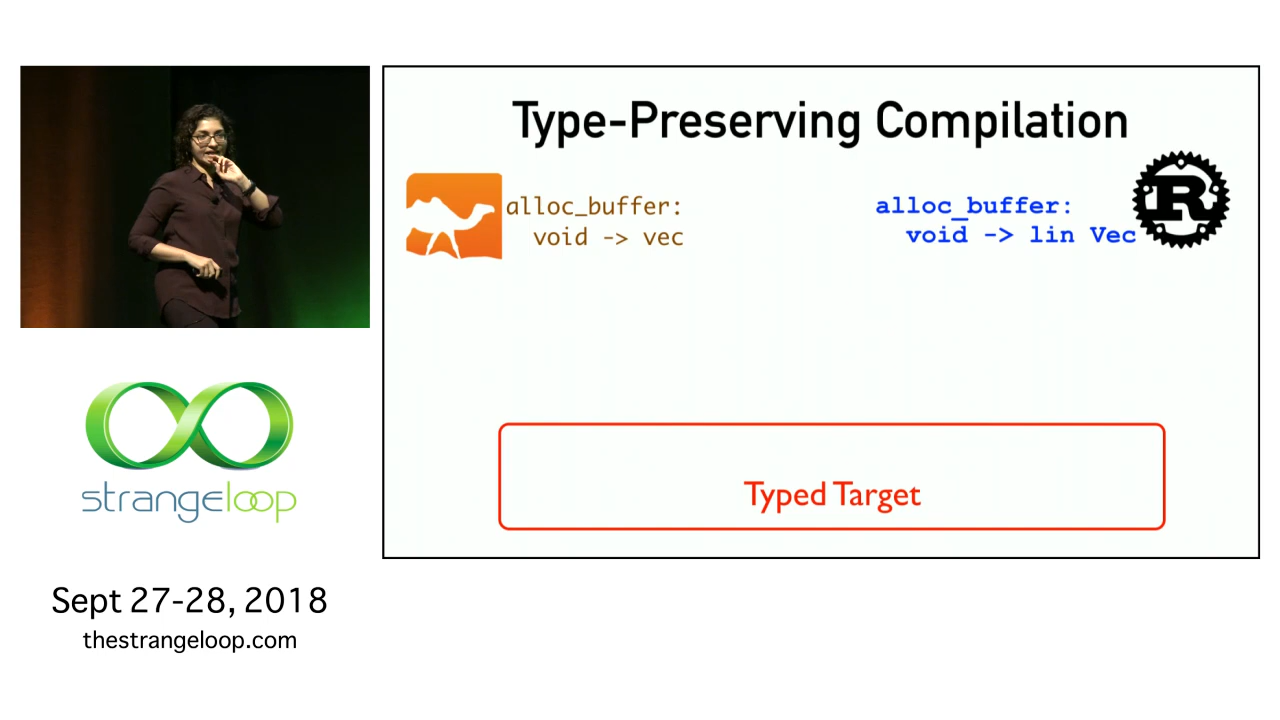 Type-Preserving Compilation
alloc_buffer:
void -> vec
alloc_buffer:
void -> lin Vec
R
Typed Target
strangeloop
Sept 27-28, 2018
thestrangeloop.com